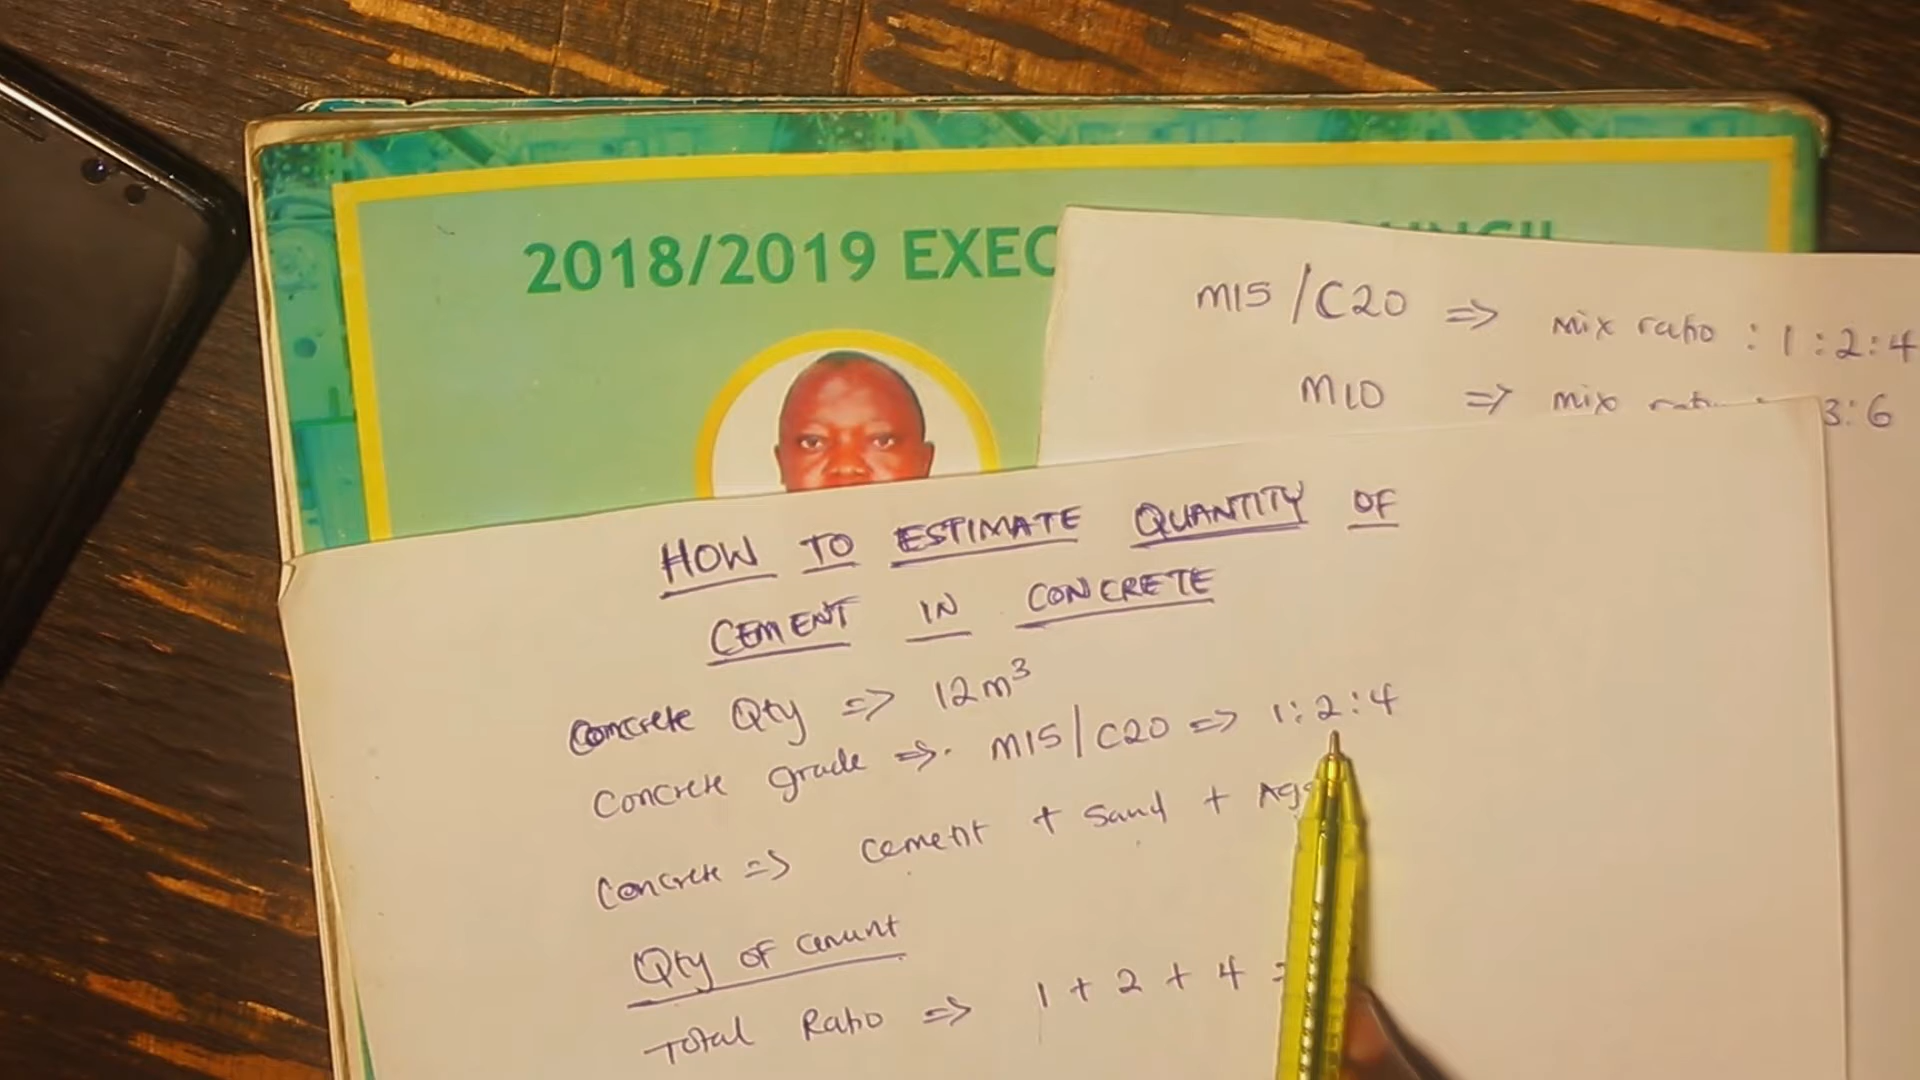 2018/2019 EXEC
M15/C20 => mix ratio : 1:2:4
M10 => mix 3:6
HOW TO ESTIMATE QUANTITY OF
CEMENT IN CONCRETE
Concrete Qty => 12m³
Concrete grade => M15/C20 => 1:2:4
Concrete => Cement + Sand + Ag
Qty of cement
Total Ratio => 1 + 2 + 4 =